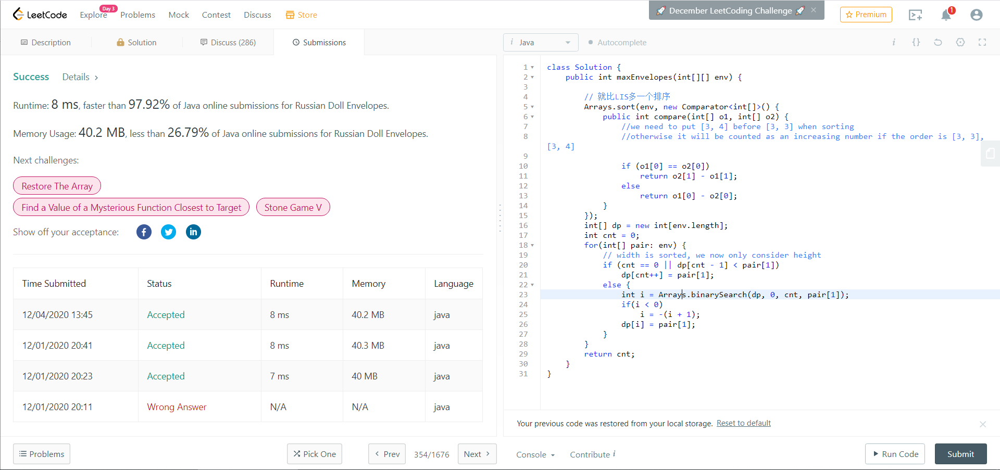 LeetCode
Explore
Day 3
Problems
Mock
Contest
Discuss
Store
🚀 December LeetCoding Challenge 🚀 ×
Premium
1
Description
Solution
Discuss (286)
Submissions
Success
Details >
Runtime: 8 ms, faster than 97.92% of Java online submissions for Russian Doll Envelopes.
Memory Usage: 40.2 MB, less than 26.79% of Java online submissions for Russian Doll Envelopes.
Next challenges:
Restore The Array
Find a Value of a Mysterious Function Closest to Target
Stone Game V
Show off your acceptance:
Time Submitted Status Runtime Memory Language
12/04/2020 13:45 Accepted 8 ms 40.2 MB java
12/01/2020 20:41 Accepted 8 ms 40.3 MB java
12/01/2020 20:23 Accepted 7 ms 40 MB java
12/01/2020 20:11 Wrong Answer N/A N/A java
Problems
Pick One
< Prev
354/1676
Next >
i Java
Autocomplete
i {}
1 class Solution {
2     public int maxEnvelopes(int[][] env) {
3
4         // 就比LIS多一个排序
5         Arrays.sort(env, new Comparator<int[]>() {
6             public int compare(int[] o1, int[] o2) {
7                 //we need to put [3, 4] before [3, 3] when sorting
8                 //otherwise it will be counted as an increasing number if the order is [3, 3],
[3, 4]
9
10                 if (o1[0] == o2[0])
11                     return o2[1] - o1[1];
12                 else
13                     return o1[0] - o2[0];
14             }
15         });
16         int[] dp = new int[env.length];
17         int cnt = 0;
18         for(int[] pair: env) {
19             // width is sorted, we now only consider height
20             if (cnt == 0 || dp[cnt - 1] < pair[1])
21                 dp[cnt++] = pair[1];
22             else {
23                 int i = Arrays.binarySearch(dp, 0, cnt, pair[1]);
24                 if(i < 0)
25                     i = -(i + 1);
26                 dp[i] = pair[1];
27             }
28         }
29         return cnt;
30     }
31 }
Your previous code was restored from your local storage. Reset to default
Console
Contribute i
Run Code
Submit